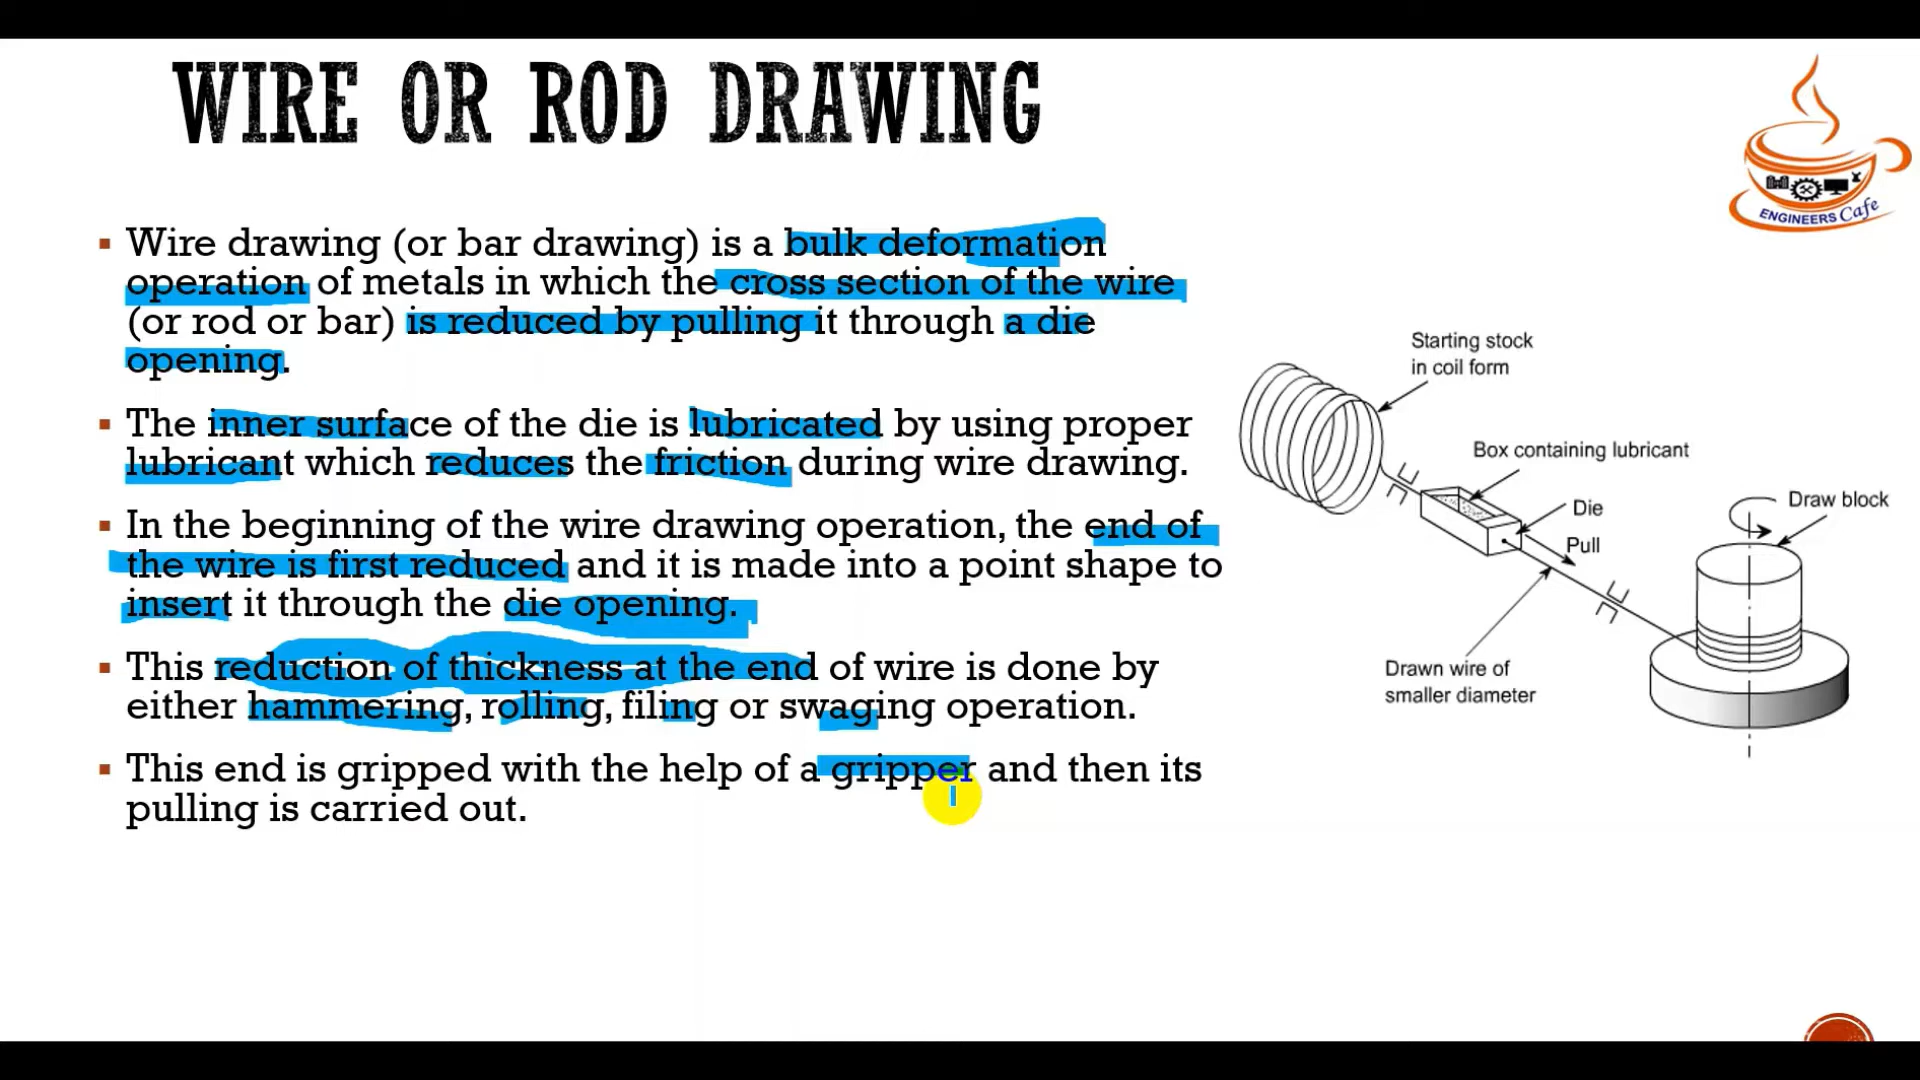 WIRE OR ROD DRAWING
ENGINEERS Cafe
Wire drawing (or bar drawing) is a bulk deformation
operation of metals in which the cross section of the wire
(or rod or bar) is reduced by pulling it through a die
opening.
The inner surface of the die is lubricated by using proper
lubricant which reduces the friction during wire drawing.
In the beginning of the wire drawing operation, the end of
the wire is first reduced and it is made into a point shape to
insert it through the die opening.
This reduction of thickness at the end of wire is done by
either hammering, rolling, filing or swaging operation.
This end is gripped with the help of a gripper and then its
pulling is carried out.
Starting stock
in coil form
Box containing lubricant
Die
Pull
Draw block
Drawn wire of
smaller diameter